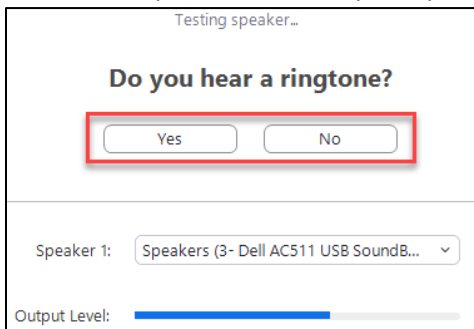 Testing speaker...
Do you hear a ringtone?
Yes No
Speaker 1: Speakers (3- Dell AC511 USB SoundB...
Output Level: